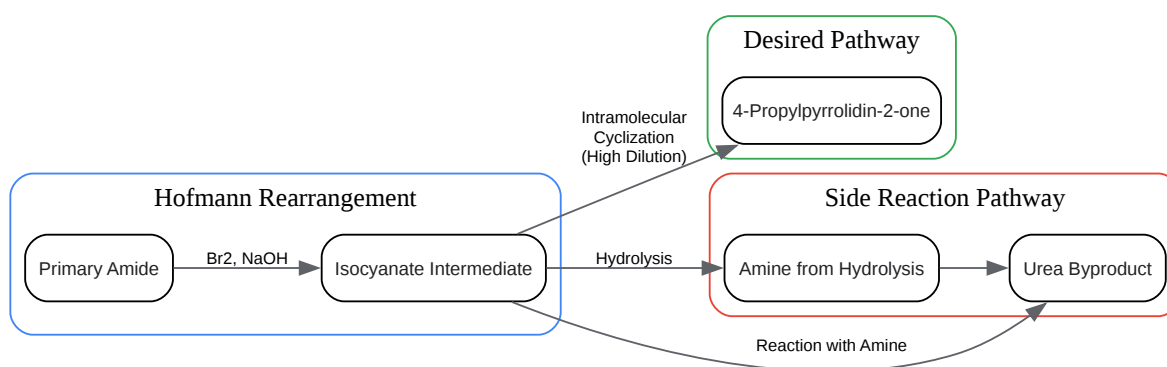 Desired Pathway
4-Propylpyrrolidin-2-one
Intramolecular
Cyclization
(High Dilution)
Hofmann Rearrangement
Primary Amide
Br2, NaOH
Isocyanate Intermediate
Hydrolysis
Side Reaction Pathway
Amine from Hydrolysis
Urea Byproduct
Reaction with Amine